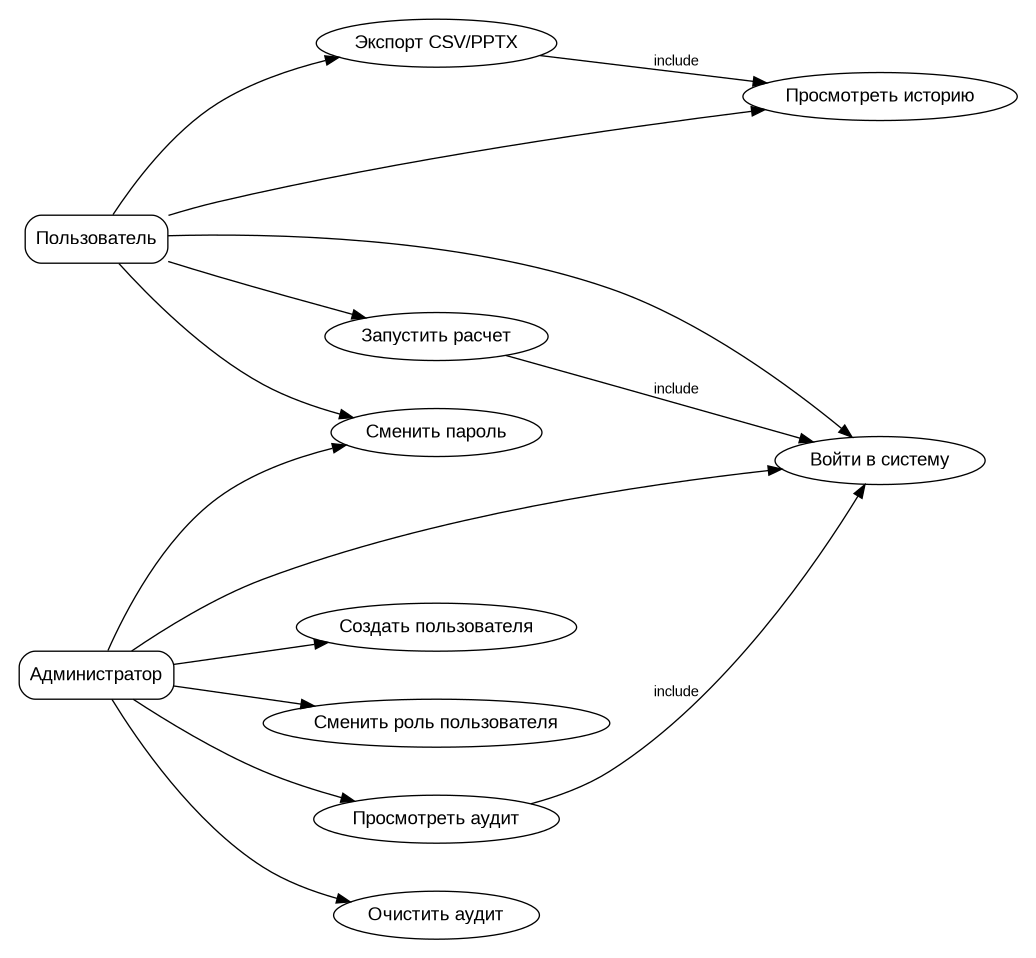 Экспорт CSV/PPTX
include
Просмотреть историю
Пользователь
Запустить расчет
include
Сменить пароль
Войти в систему
Создать пользователя
Администратор
include
Сменить роль пользователя
Просмотреть аудит
Очистить аудит